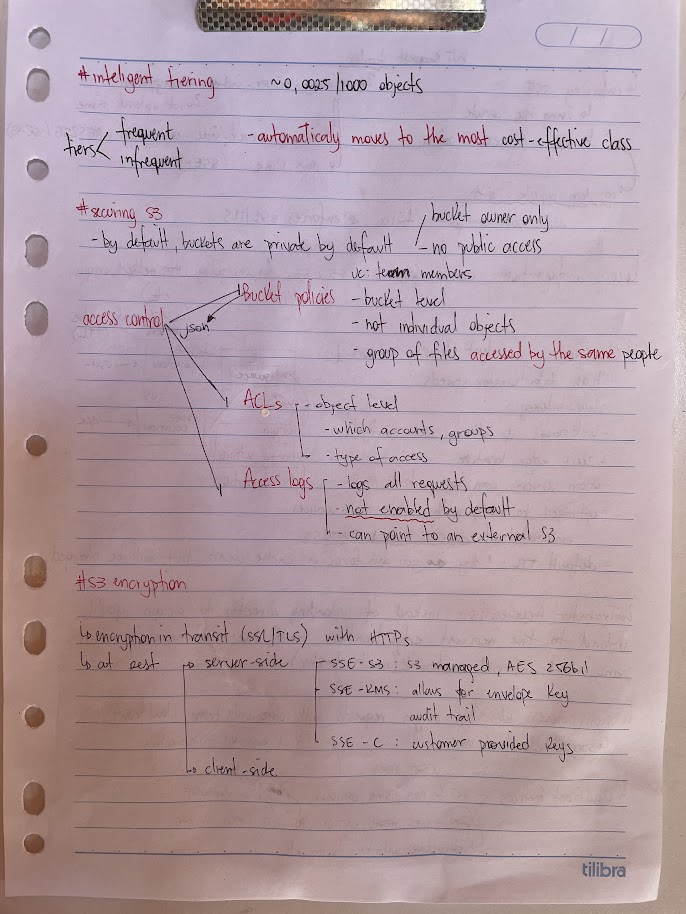 / /
#inteligent tiering ~0,0025/1000 objects
tiers frequent - automaticaly moves to the most cost-effective class
infrequent
#securing S3
bucket owner only
- by default, buckets are private by default - no public access
uc: team members
Bucket policies - bucket level
access control json - not individual objects
- group of files accessed by the same people
ACLs - object level
- which accounts, groups
- type of access
Access logs - logs all requests
- not enabled by default
- can point to an external S3
#S3 encryption
↳ encryption in transit (SSL/TLS) with HTTPs
↳ at rest server-side SSE-S3: S3 managed, AES 256bit
SSE-KMS: allows for envelope key
audit trail
SSE-C: customer provided keys
client-side
tilibra